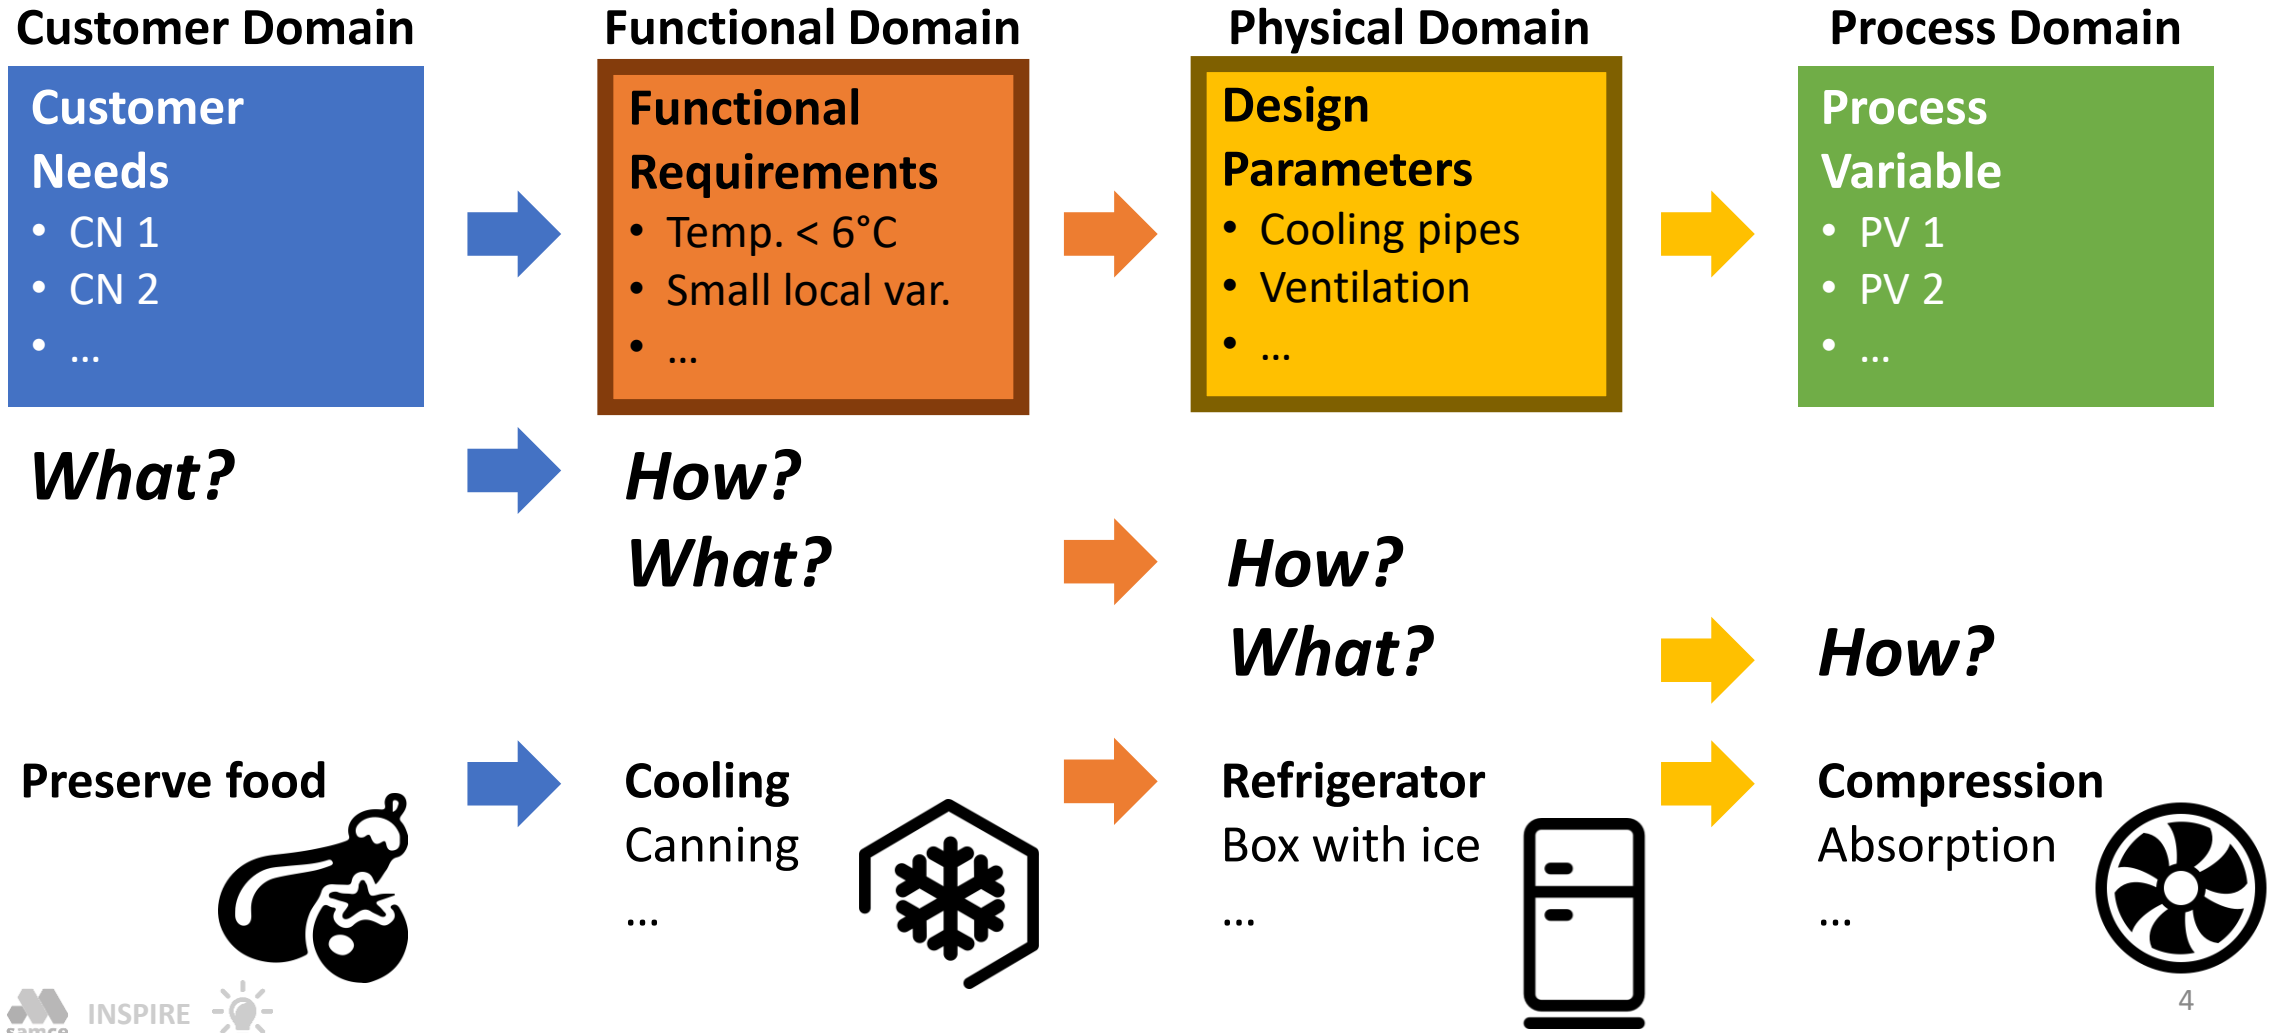 Customer Domain
Functional Domain
Physical Domain
Process Domain
Customer
Needs
• CN 1
• CN 2
• ...
Functional
Requirements
• Temp. < 6°C
• Small local var.
• ...
Design
Parameters
• Cooling pipes
• Ventilation
• ...
Process
Variable
• PV 1
• PV 2
• ...
What?
How?
What?
How?
What?
How?
Preserve food
Cooling
Canning
...
Refrigerator
Box with ice
...
Compression
Absorption
...
samce
INSPIRE
4